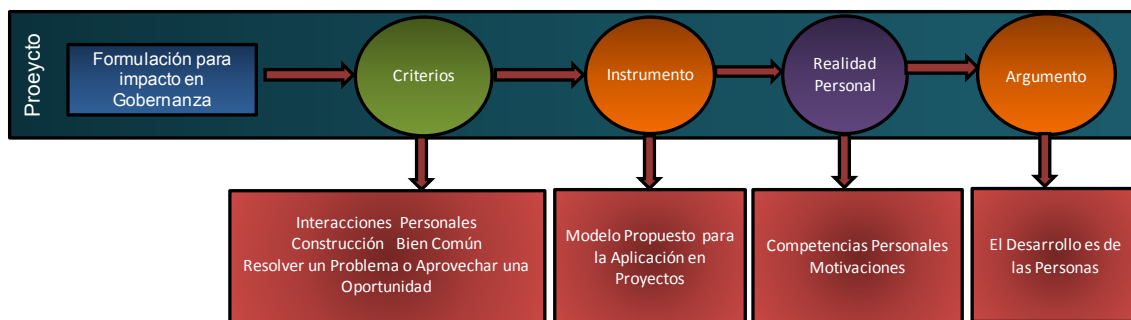 Proeycto
Formulación para
impacto en
Gobernanza
Criterios
Instrumento
Realidad
Personal
Argumento
Interacciones Personales
Construcción Bien Común
Resolver un Problema o Aprovechar una
Oportunidad
Modelo Propuesto para
la Aplicación en
Proyectos
Competencias Personales
Motivaciones
El Desarrollo es de
las Personas